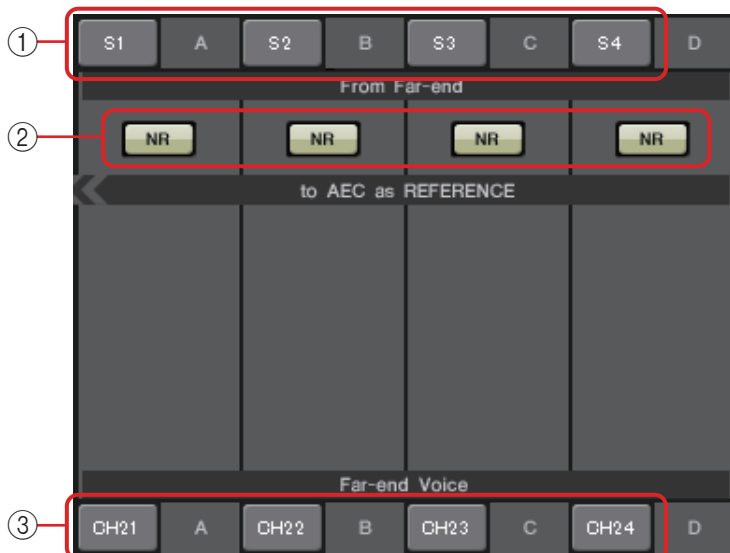 ① S1 A S2 B S3 C S4 D
From Far-end
② NR NR NR NR
to AEC as REFERENCE
Far-end Voice
③ CH21 A CH22 B CH23 C CH24 D